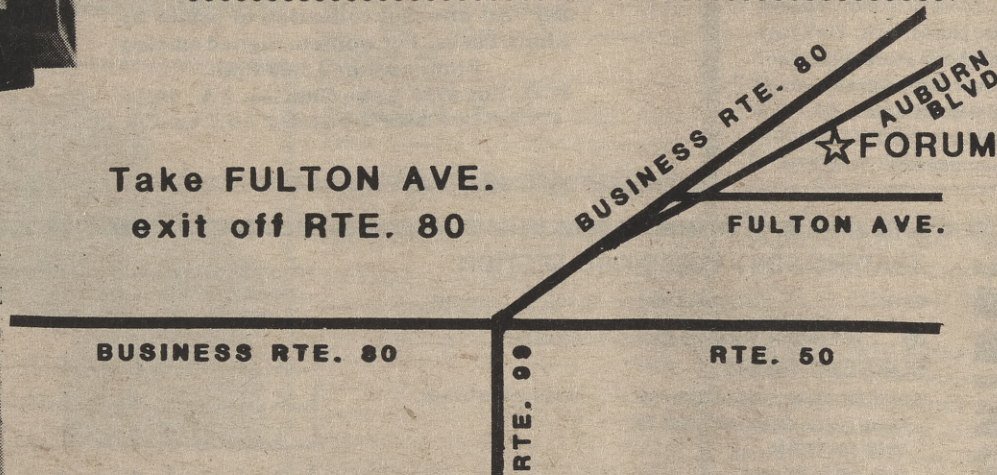 BUSINESS RTE. 80
AUBURN
BLVD
FORUM
Take FULTON AVE.
exit off RTE. 80
FULTON AVE.
BUSINESS RTE. 80
RTE. 50
RTE. 99